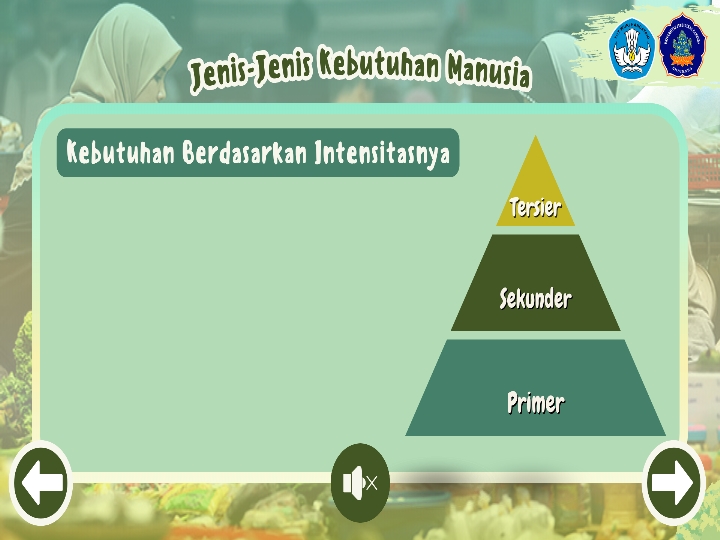 Jenis-Jenis Kebutuhan Manusia
Kebutuhan Berdasarkan Intensitasnya
Tersier
Sekunder
Primer